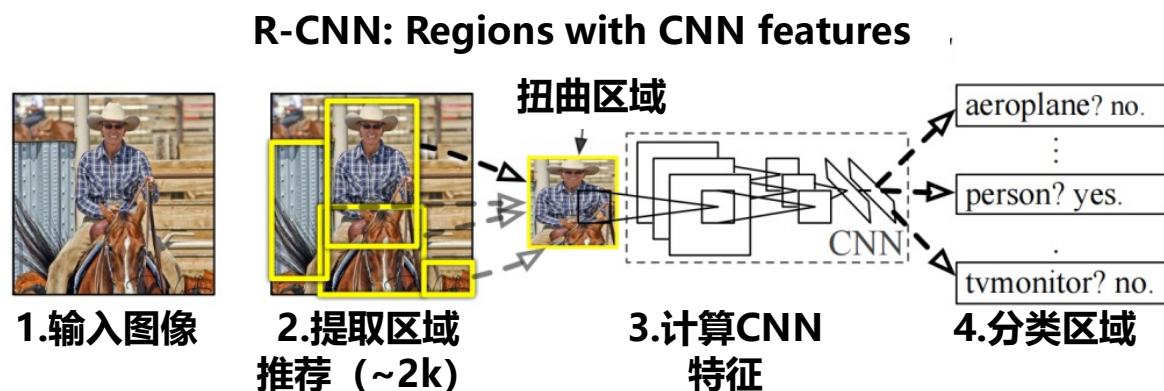 R-CNN: Regions with CNN features
扭曲区域
aeroplane? no.
person? yes.
CNN
tvmonitor? no.
1.输入图像
2.提取区域
推荐（~2k）
3.计算CNN
特征
4.分类区域